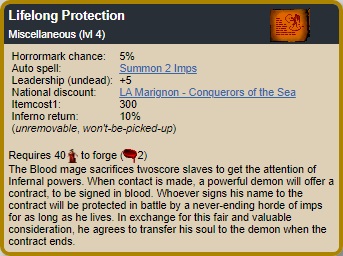 Lifelong Protection
Miscellaneous (Ml 4)
Horrormark chance: 5%
Auto spell: Summon 2 Imps
Leadership (undead): +5
National discount: LA Marignon - Conquerors of the Sea
Itemcost1: 300
Inferno return: 10%
(unremovable, won't-be-picked-up)
Requires 40 to forge (2)
The Blood mage sacrifices twoscore slaves to get the attention of
Infernal powers. When contact is made, a powerful demon will offer a
contract, to be signed in blood. Whoever signs his name to the
contract will be protected in battle by a never-ending horde of imps
for as long as he lives. In exchange for this fair and valuable
consideration, he agrees to transfer his soul to the demon when the
contract ends.